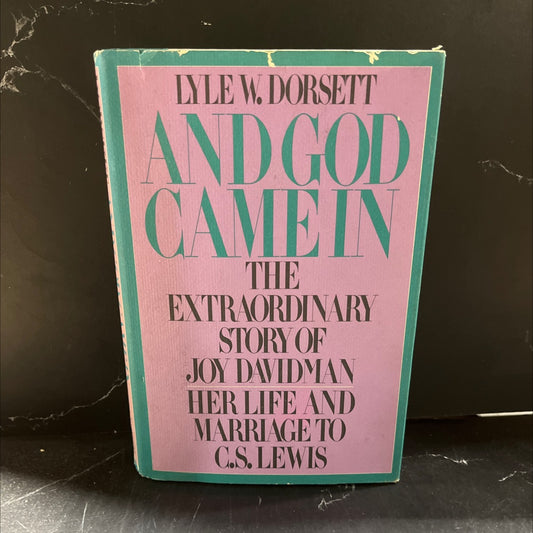 LYLE W. DORSETT
AND GOD
CAME IN
THE
EXTRAORDINARY
STORY OF
JOY DAVIDMAN
HER LIFE AND
MARRIAGE TO
C.S. LEWIS